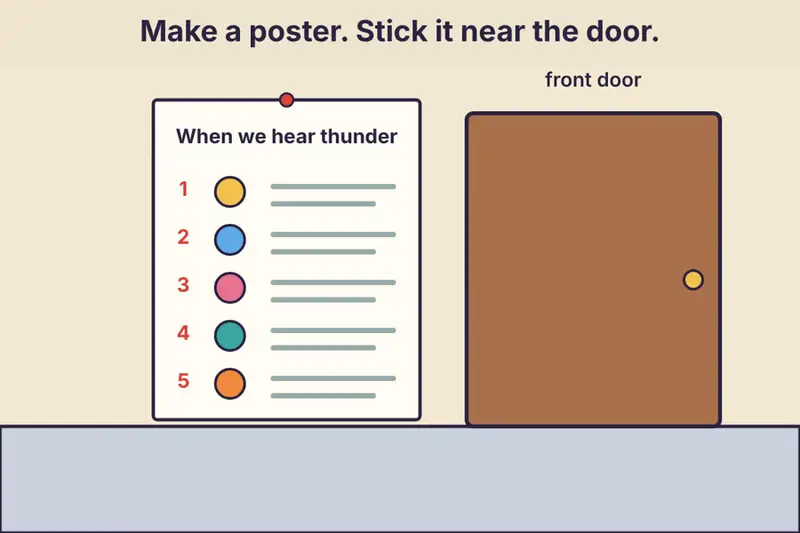 Make a poster. Stick it near the door.
front door
When we hear thunder
1
2
3
4
5